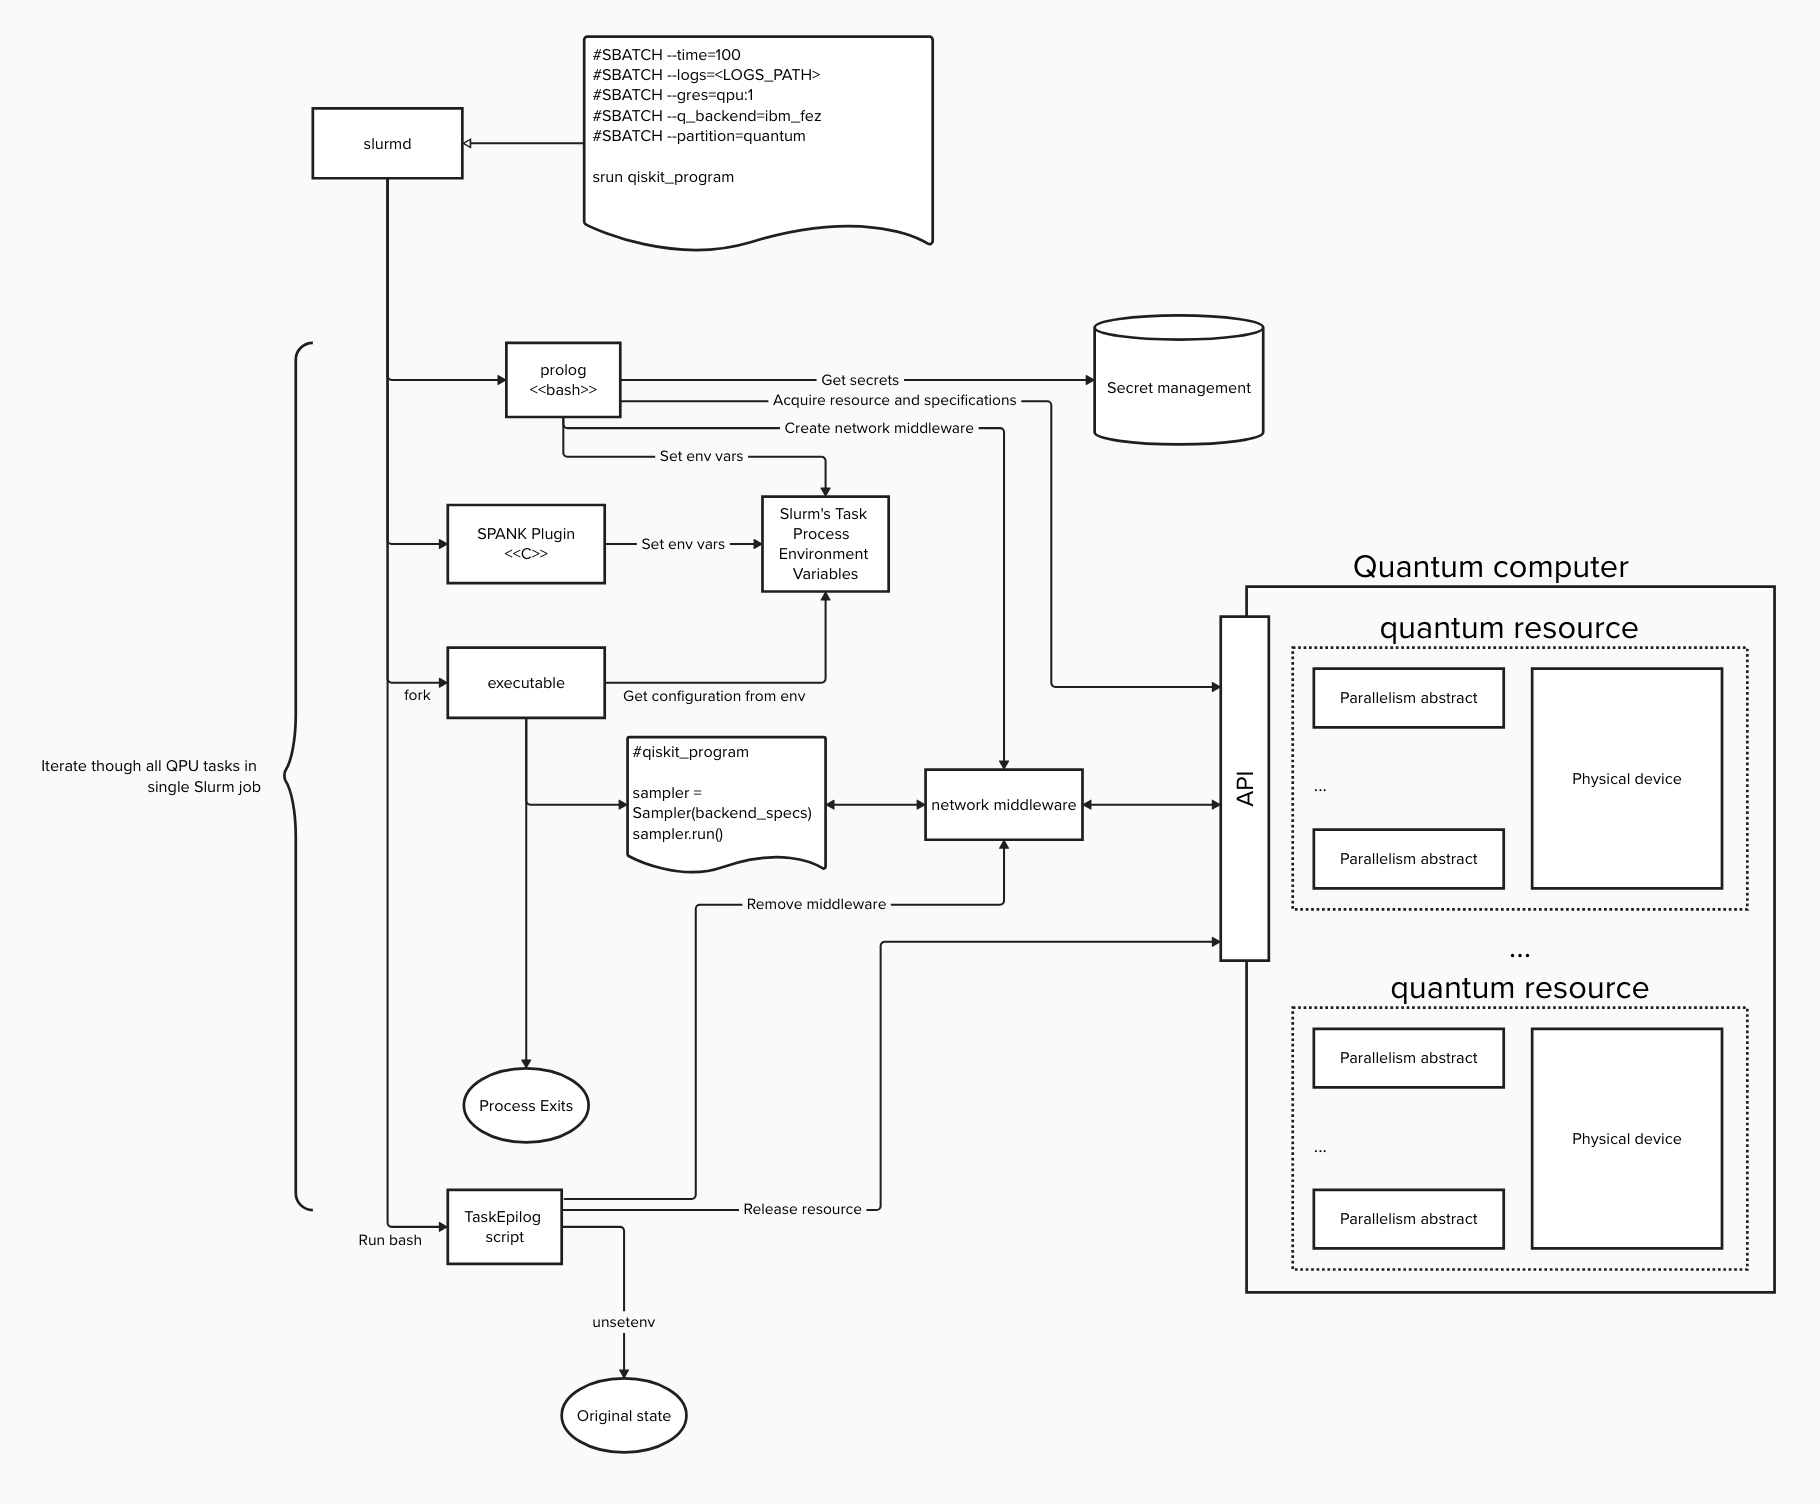 #SBATCH --time=100
#SBATCH --logs=<LOGS_PATH>
#SBATCH --gres=qpu:1
#SBATCH --q_backend=ibm_fez
#SBATCH --partition=quantum
srun qiskit_program
slurmd
prolog
<<bash>>
Get secrets
Acquire resource and specifications
Create network middleware
Set env vars
Secret management
SPANK Plugin
<<C>>
Set env vars
Slurm's Task
Process
Environment
Variables
executable
fork
Get configuration from env
#qiskit_program
sampler =
Sampler(backend_specs)
sampler.run()
network middleware
Iterate though all QPU tasks in
single Slurm job
Remove middleware
Process Exits
TaskEpilog
script
Run bash
Release resource
unsetenv
Original state
Quantum computer
API
quantum resource
Parallelism abstract
...
Parallelism abstract
Physical device
...
quantum resource
Parallelism abstract
...
Parallelism abstract
Physical device